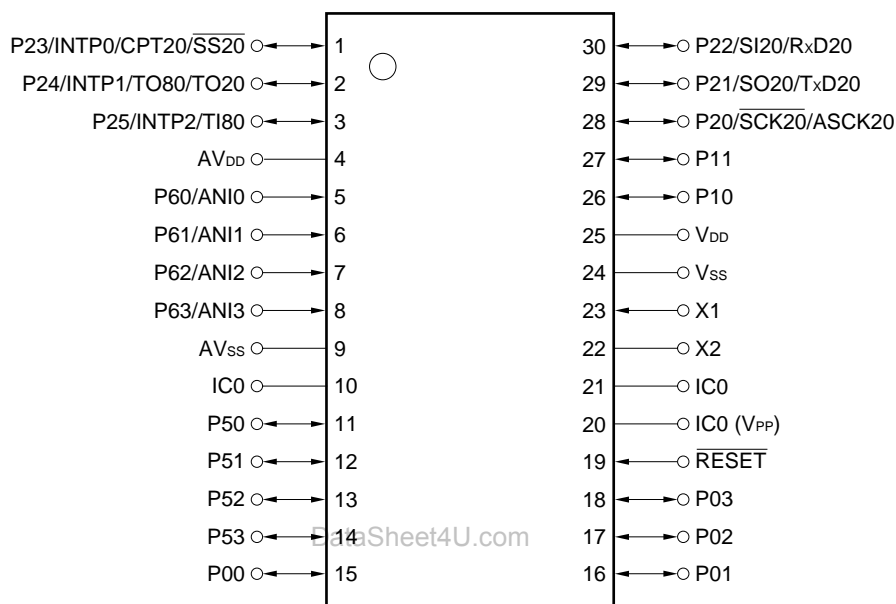 P23/INTP0/CPT20/SS20 1 30 P22/SI20/RxD20
P24/INTP1/TO80/TO20 2 29 P21/SO20/TxD20
P25/INTP2/TI80 3 28 P20/SCK20/ASCK20
AVDD 4 27 P11
P60/ANI0 5 26 P10
P61/ANI1 6 25 VDD
P62/ANI2 7 24 VSS
P63/ANI3 8 23 X1
AVSS 9 22 X2
IC0 10 21 IC0
P50 11 20 IC0 (VPP)
P51 12 19 RESET
P52 13 18 P03
P53 14 DataSheet4U.com 17 P02
P00 15 16 P01